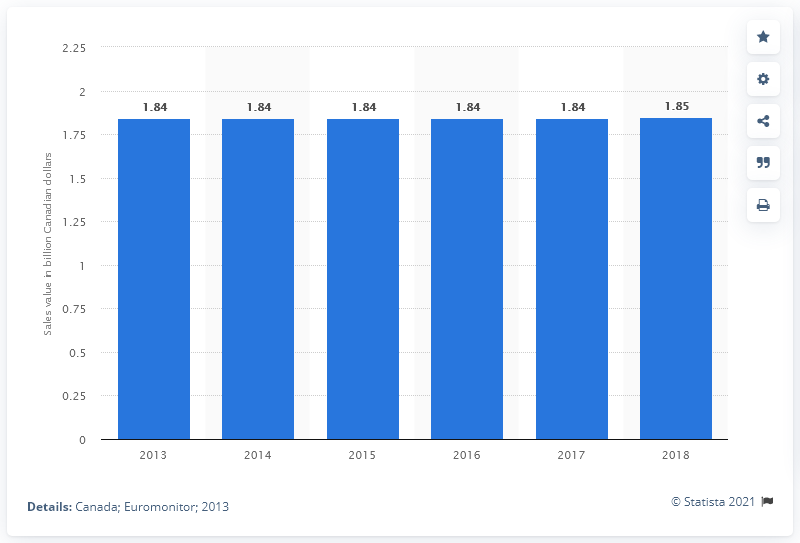 2.25
2
1.75
1.5
1.25
1
0.75
0.5
0.25
0
Sales value in billion Canadian dollars
1.84 1.84 1.84 1.84 1.84 1.85
2013 2014 2015 2016 2017 2018
Details: Canada; Euromonitor; 2013
© Statista 2021